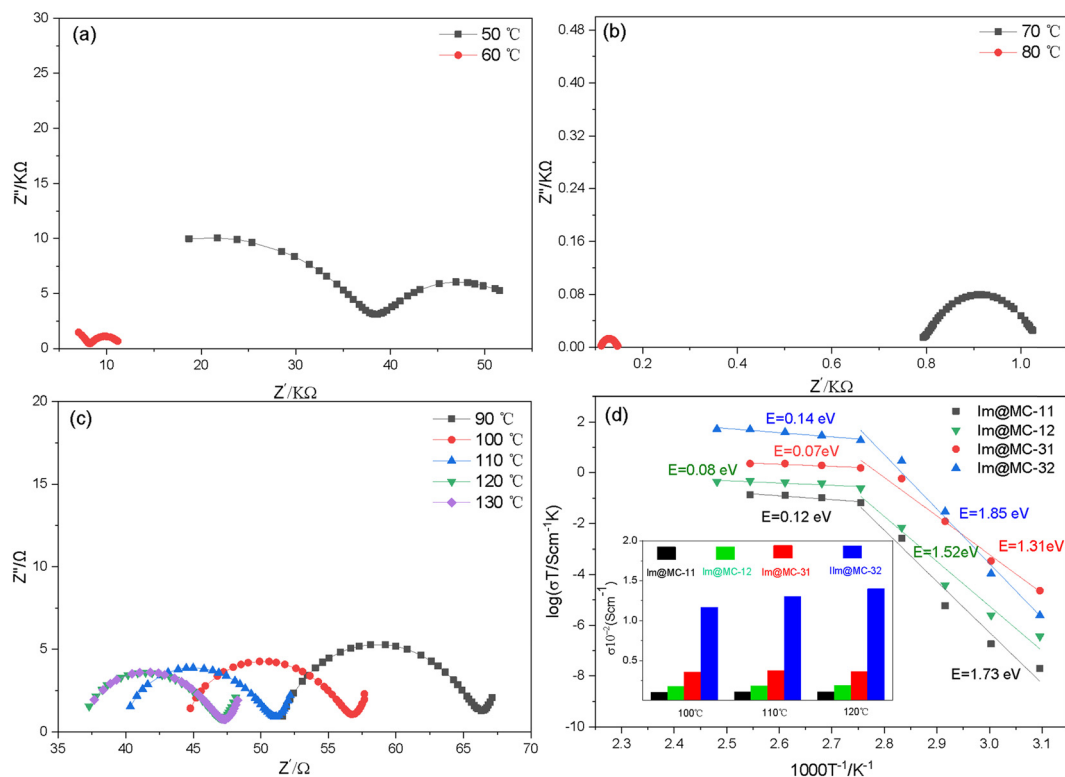 (a)
50 ℃
60 ℃
30
25
20
15
10
5
0
Z"/KΩ
0
10
20
30
40
50
Z'/KΩ
(b)
70 ℃
80 ℃
0.48
0.40
0.32
0.24
0.16
0.08
0.00
Z"/KΩ
0.2
0.4
0.6
0.8
1.0
Z'/KΩ
(c)
90 ℃
100 ℃
110 ℃
120 ℃
130 ℃
20
15
10
5
0
Z"/Ω
35
40
45
50
55
60
65
70
Z'/Ω
(d)
Im@MC-11
Im@MC-12
Im@MC-31
Im@MC-32
E=0.14 eV
E=0.07eV
E=0.08 eV
E=0.12 eV
E=1.85 eV
E=1.31eV
E=1.52eV
E=1.73 eV
2
0
-2
-4
-6
-8
-10
log(σT/Scm⁻¹K)
2.3
2.4
2.5
2.6
2.7
2.8
2.9
3.0
3.1
1000T⁻¹/K⁻¹
2.0
1.5
1.0
0.5
σ10⁻²(Scm⁻¹)
Im@MC-11
Im@MC-12
Im@MC-31
IIm@MC-32
100℃
110℃
120℃